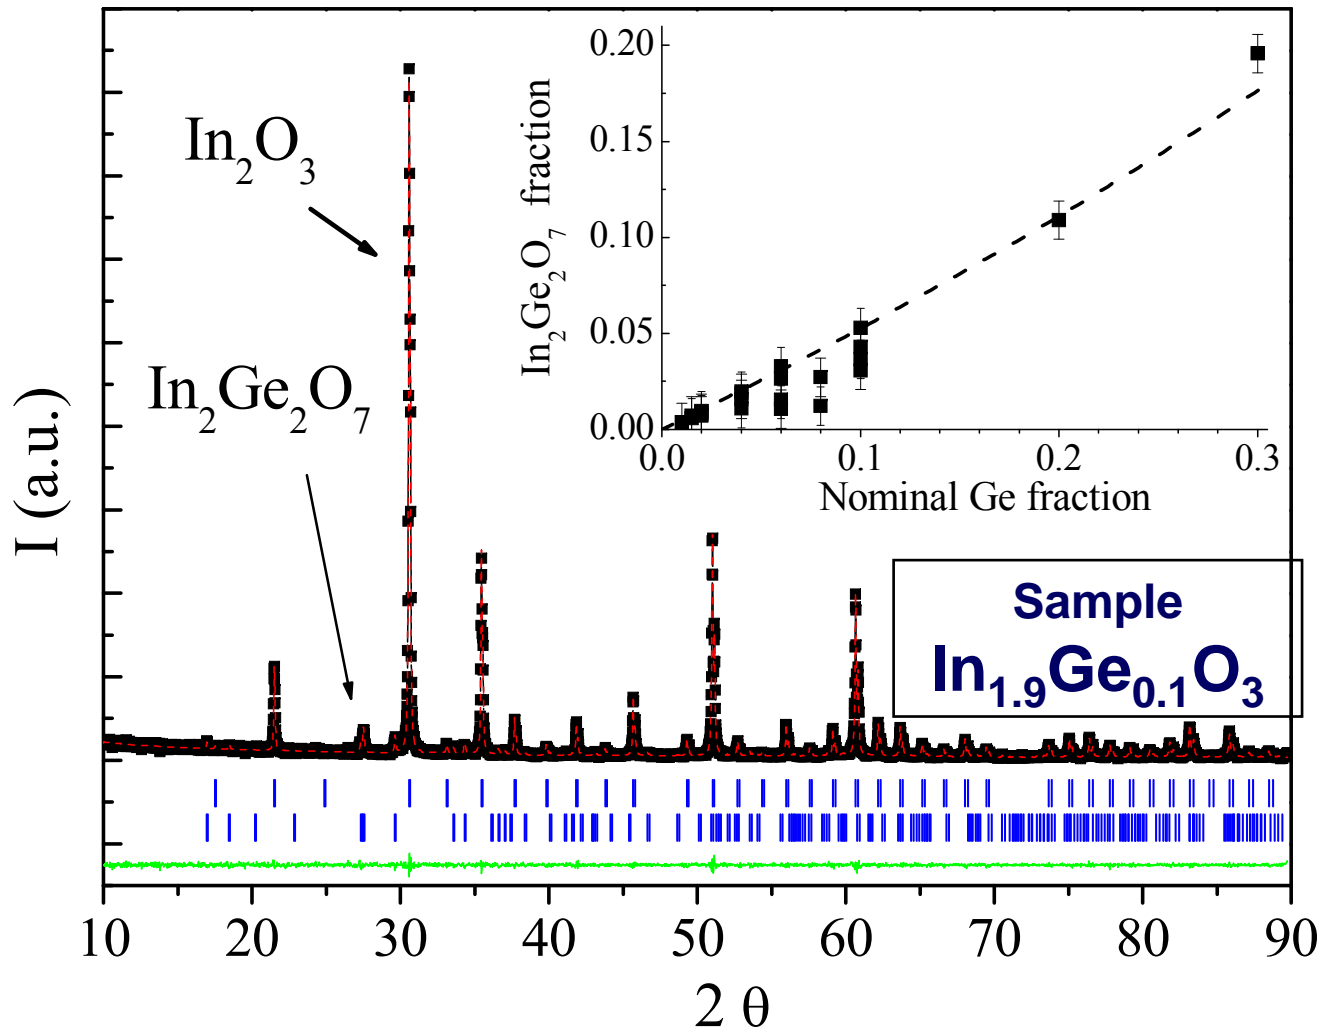 In₂O₃
In₂Ge₂O₇
I (a.u.)
In₂Ge₂O₇ fraction
0.20
0.15
0.10
0.05
0.00
0.0 0.1 0.2 0.3
Nominal Ge fraction
Sample
In₁.₉Ge₀.₁O₃
10 20 30 40 50 60 70 80 90
2 θ